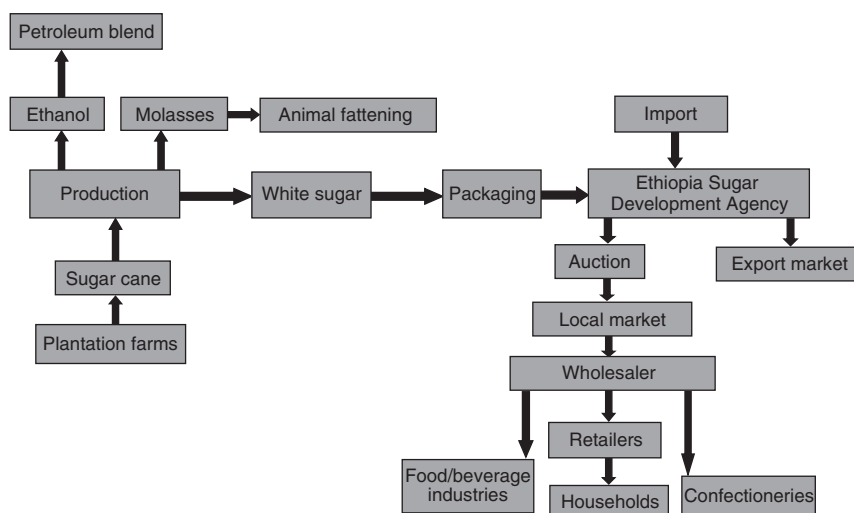 Petroleum blend
Ethanol
Molasses
Animal fattening
Import
Production
White sugar
Packaging
Ethiopia Sugar
Development Agency
Sugar cane
Auction
Export market
Plantation farms
Local market
Wholesaler
Retailers
Food/beverage
industries
Households
Confectioneries